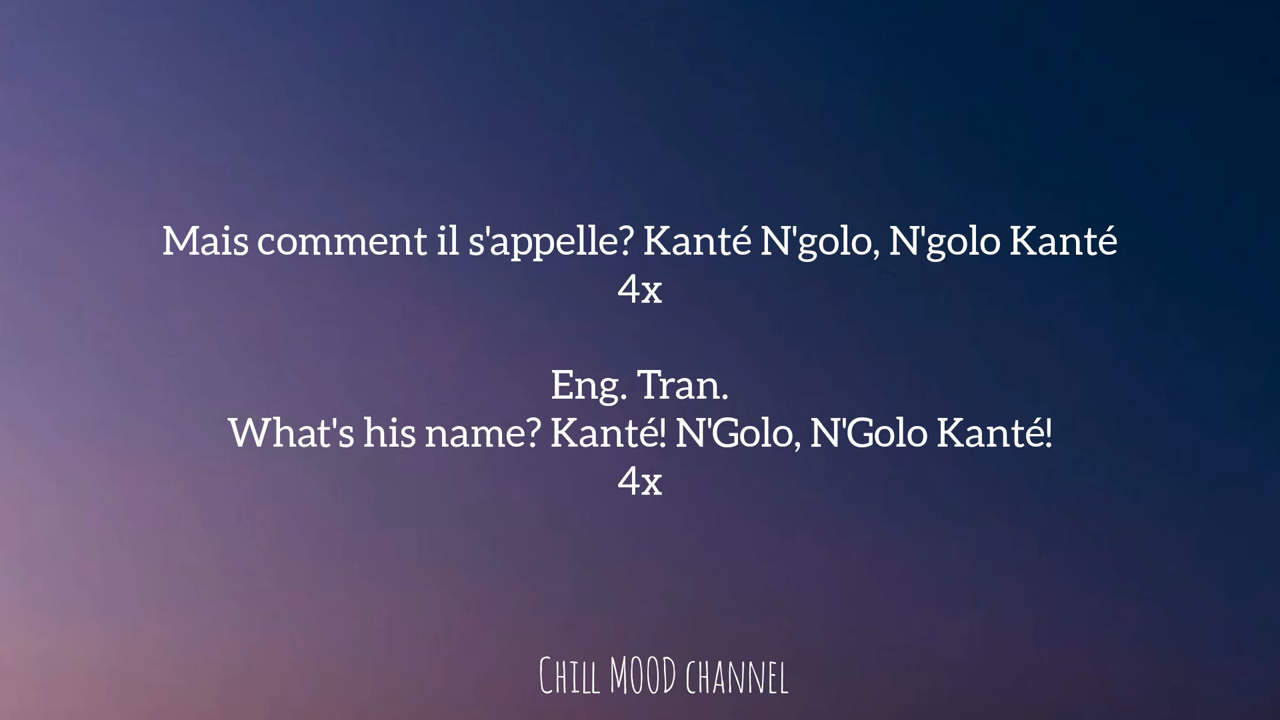 Mais comment il s'appelle? Kanté N'golo, N'golo Kanté
4x
Eng. Tran.
What's his name? Kanté! N'Golo, N'Golo Kanté!
4x
Chill MOOD channel